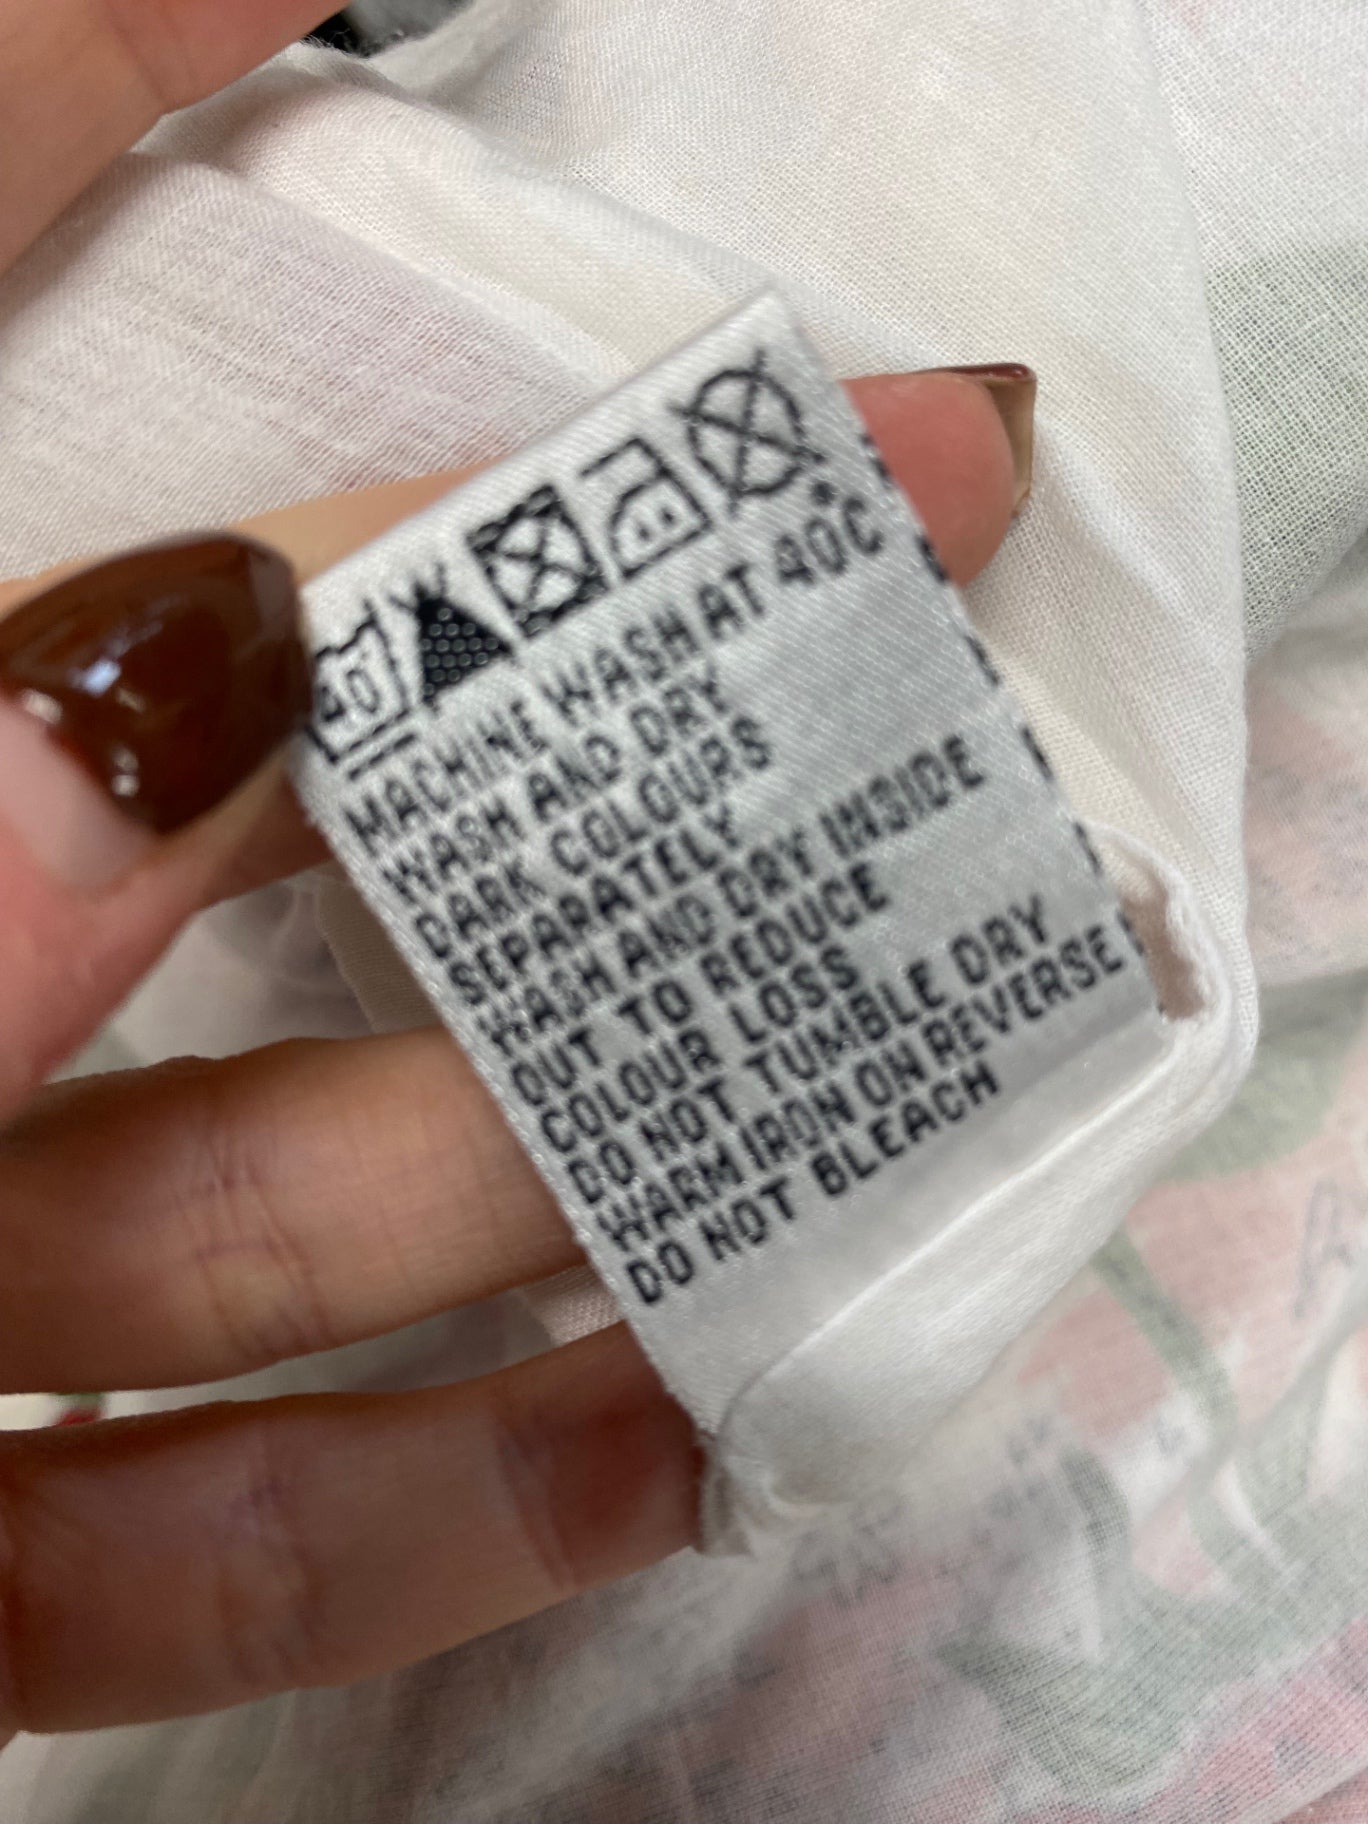 40
MACHINE WASH AT 40°C
WASH AND DRY
DARK COLOURS
SEPARATELY
WASH AND DRY INSIDE
OUT TO REDUCE
COLOUR LOSS
DO NOT TUMBLE DRY
WARM IRON ON REVERSE
DO NOT BLEACH